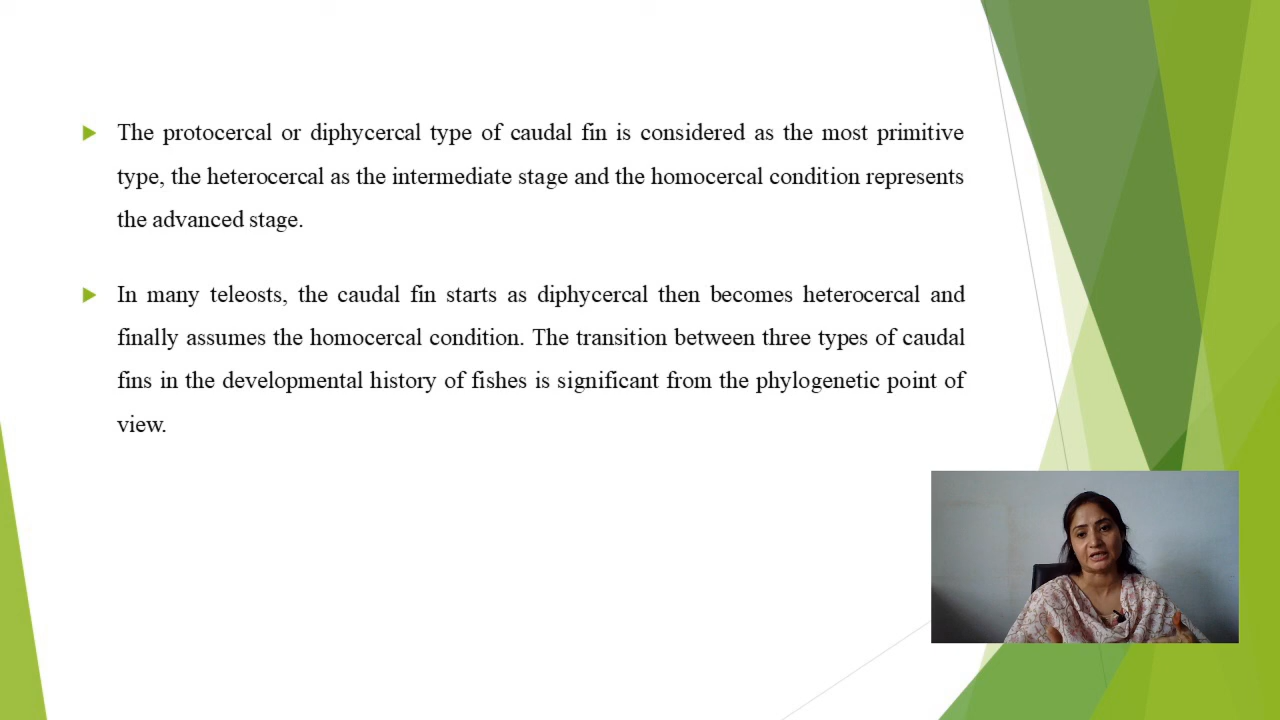 The protocercal or diphycercal type of caudal fin is considered as the most primitive
type, the heterocercal as the intermediate stage and the homocercal condition represents
the advanced stage.
In many teleosts, the caudal fin starts as diphycercal then becomes heterocercal and
finally assumes the homocercal condition. The transition between three types of caudal
fins in the developmental history of fishes is significant from the phylogenetic point of
view.